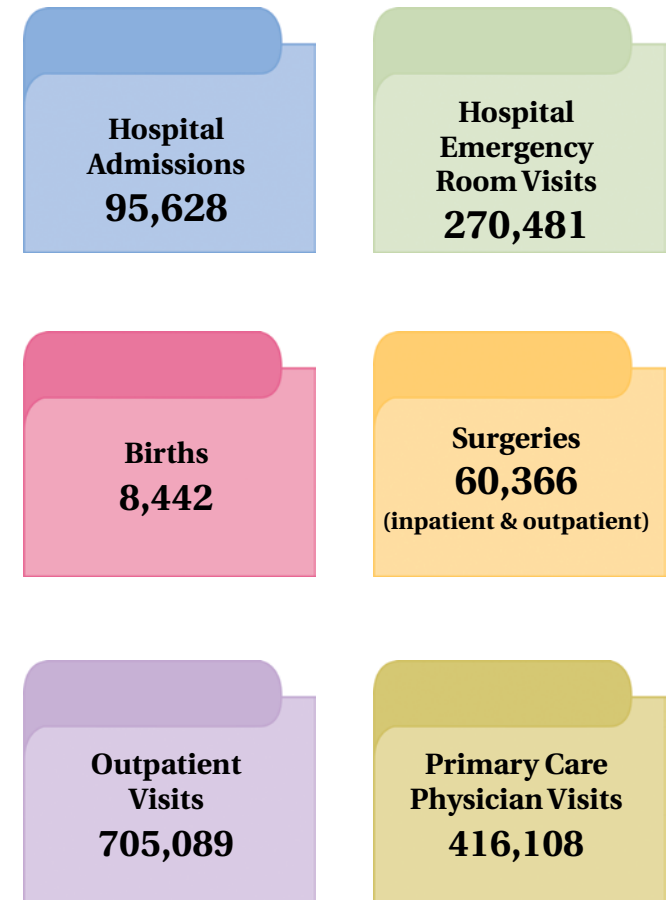 Hospital
Admissions
95,628
Hospital
Emergency
Room Visits
270,481
Births
8,442
Surgeries
60,366
(inpatient & outpatient)
Outpatient
Visits
705,089
Primary Care
Physician Visits
416,108